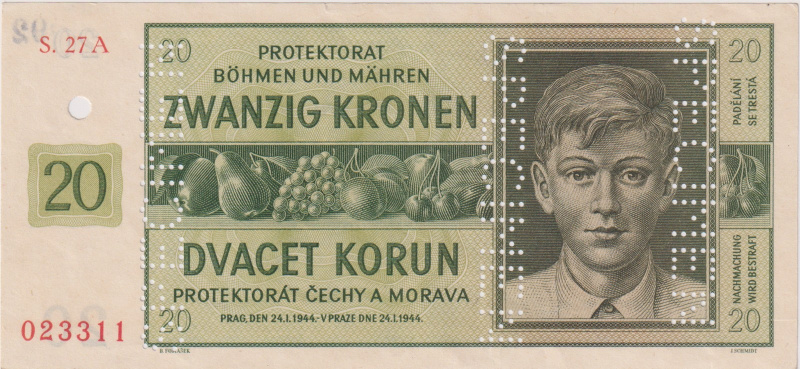 S. 27 A
20
PROTEKTORAT
BÖHMEN UND MÄHREN
ZWANZIG KRONEN
20
PADĚLÁNÍ
SE TRESTÁ
20
DVACET KORUN
PROTEKTORÁT ČECHY A MORAVA
PRAG, DEN 24.I.1944.-V PRAZE DNE 24.I.1944.
NACHMACHUNG
WIRD BESTRAFT
023311
20
20
J. SCHMIDT